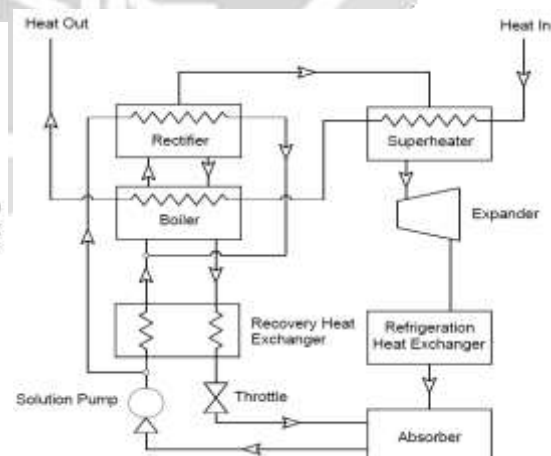 Heat Out
Heat In
Rectifier
Superheater
Boiler
Expander
Recovery Heat
Exchanger
Refrigeration
Heat Exchanger
Solution Pump
Throttle
Absorber